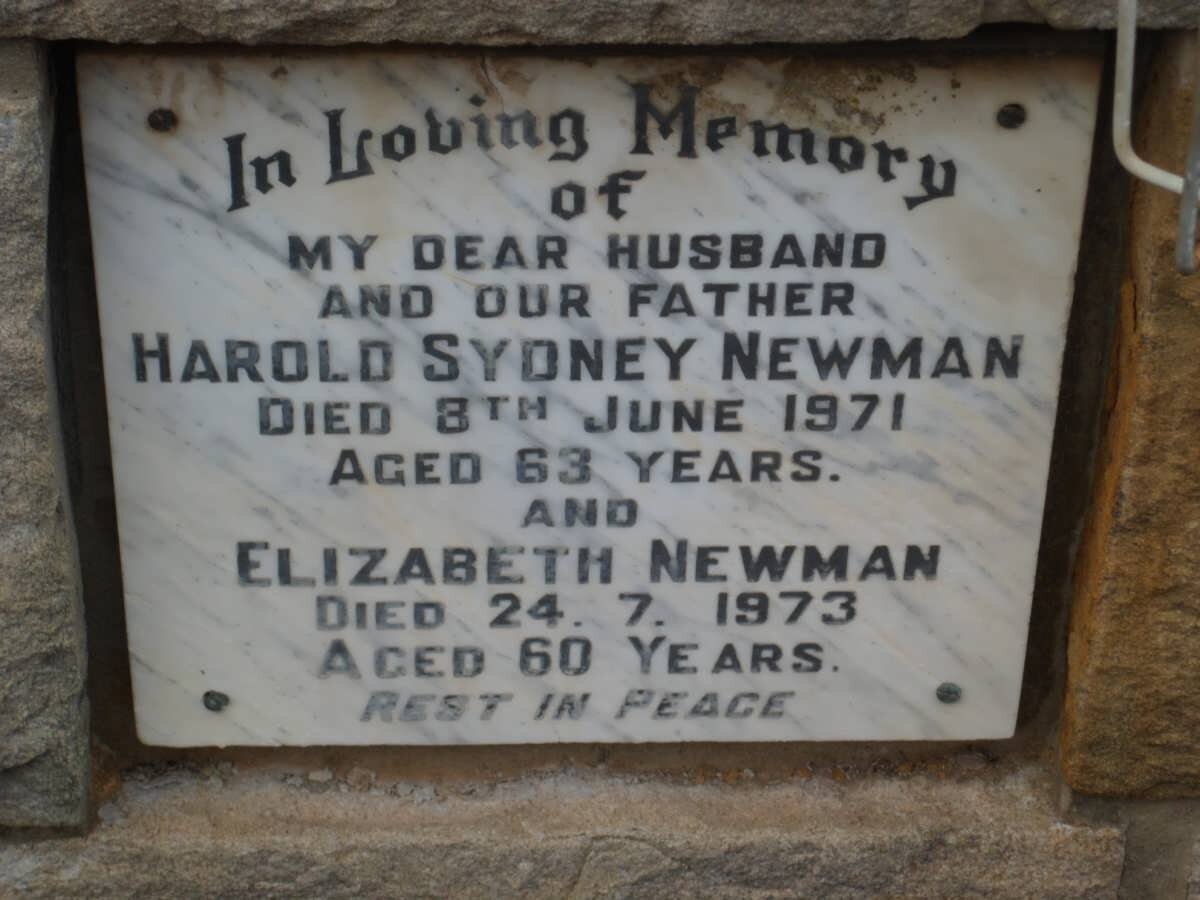 In Loving Memory
of
MY DEAR HUSBAND
AND OUR FATHER
HAROLD SYDNEY NEWMAN
DIED 8TH JUNE 1971
AGED 63 YEARS.
AND
ELIZABETH NEWMAN
DIED 24. 7. 1973
AGED 60 YEARS.
REST IN PEACE